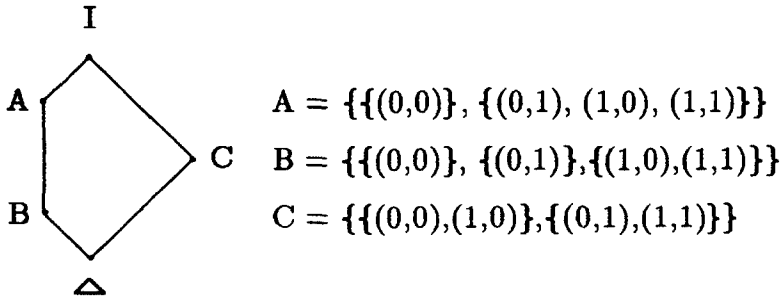 I
A
A = {{(0,0)}, {(0,1), (1,0), (1,1)}}
C
B = {{(0,0)}, {(0,1)},{(1,0),(1,1)}}
B
C = {{(0,0),(1,0)},{(0,1),(1,1)}}
Δ